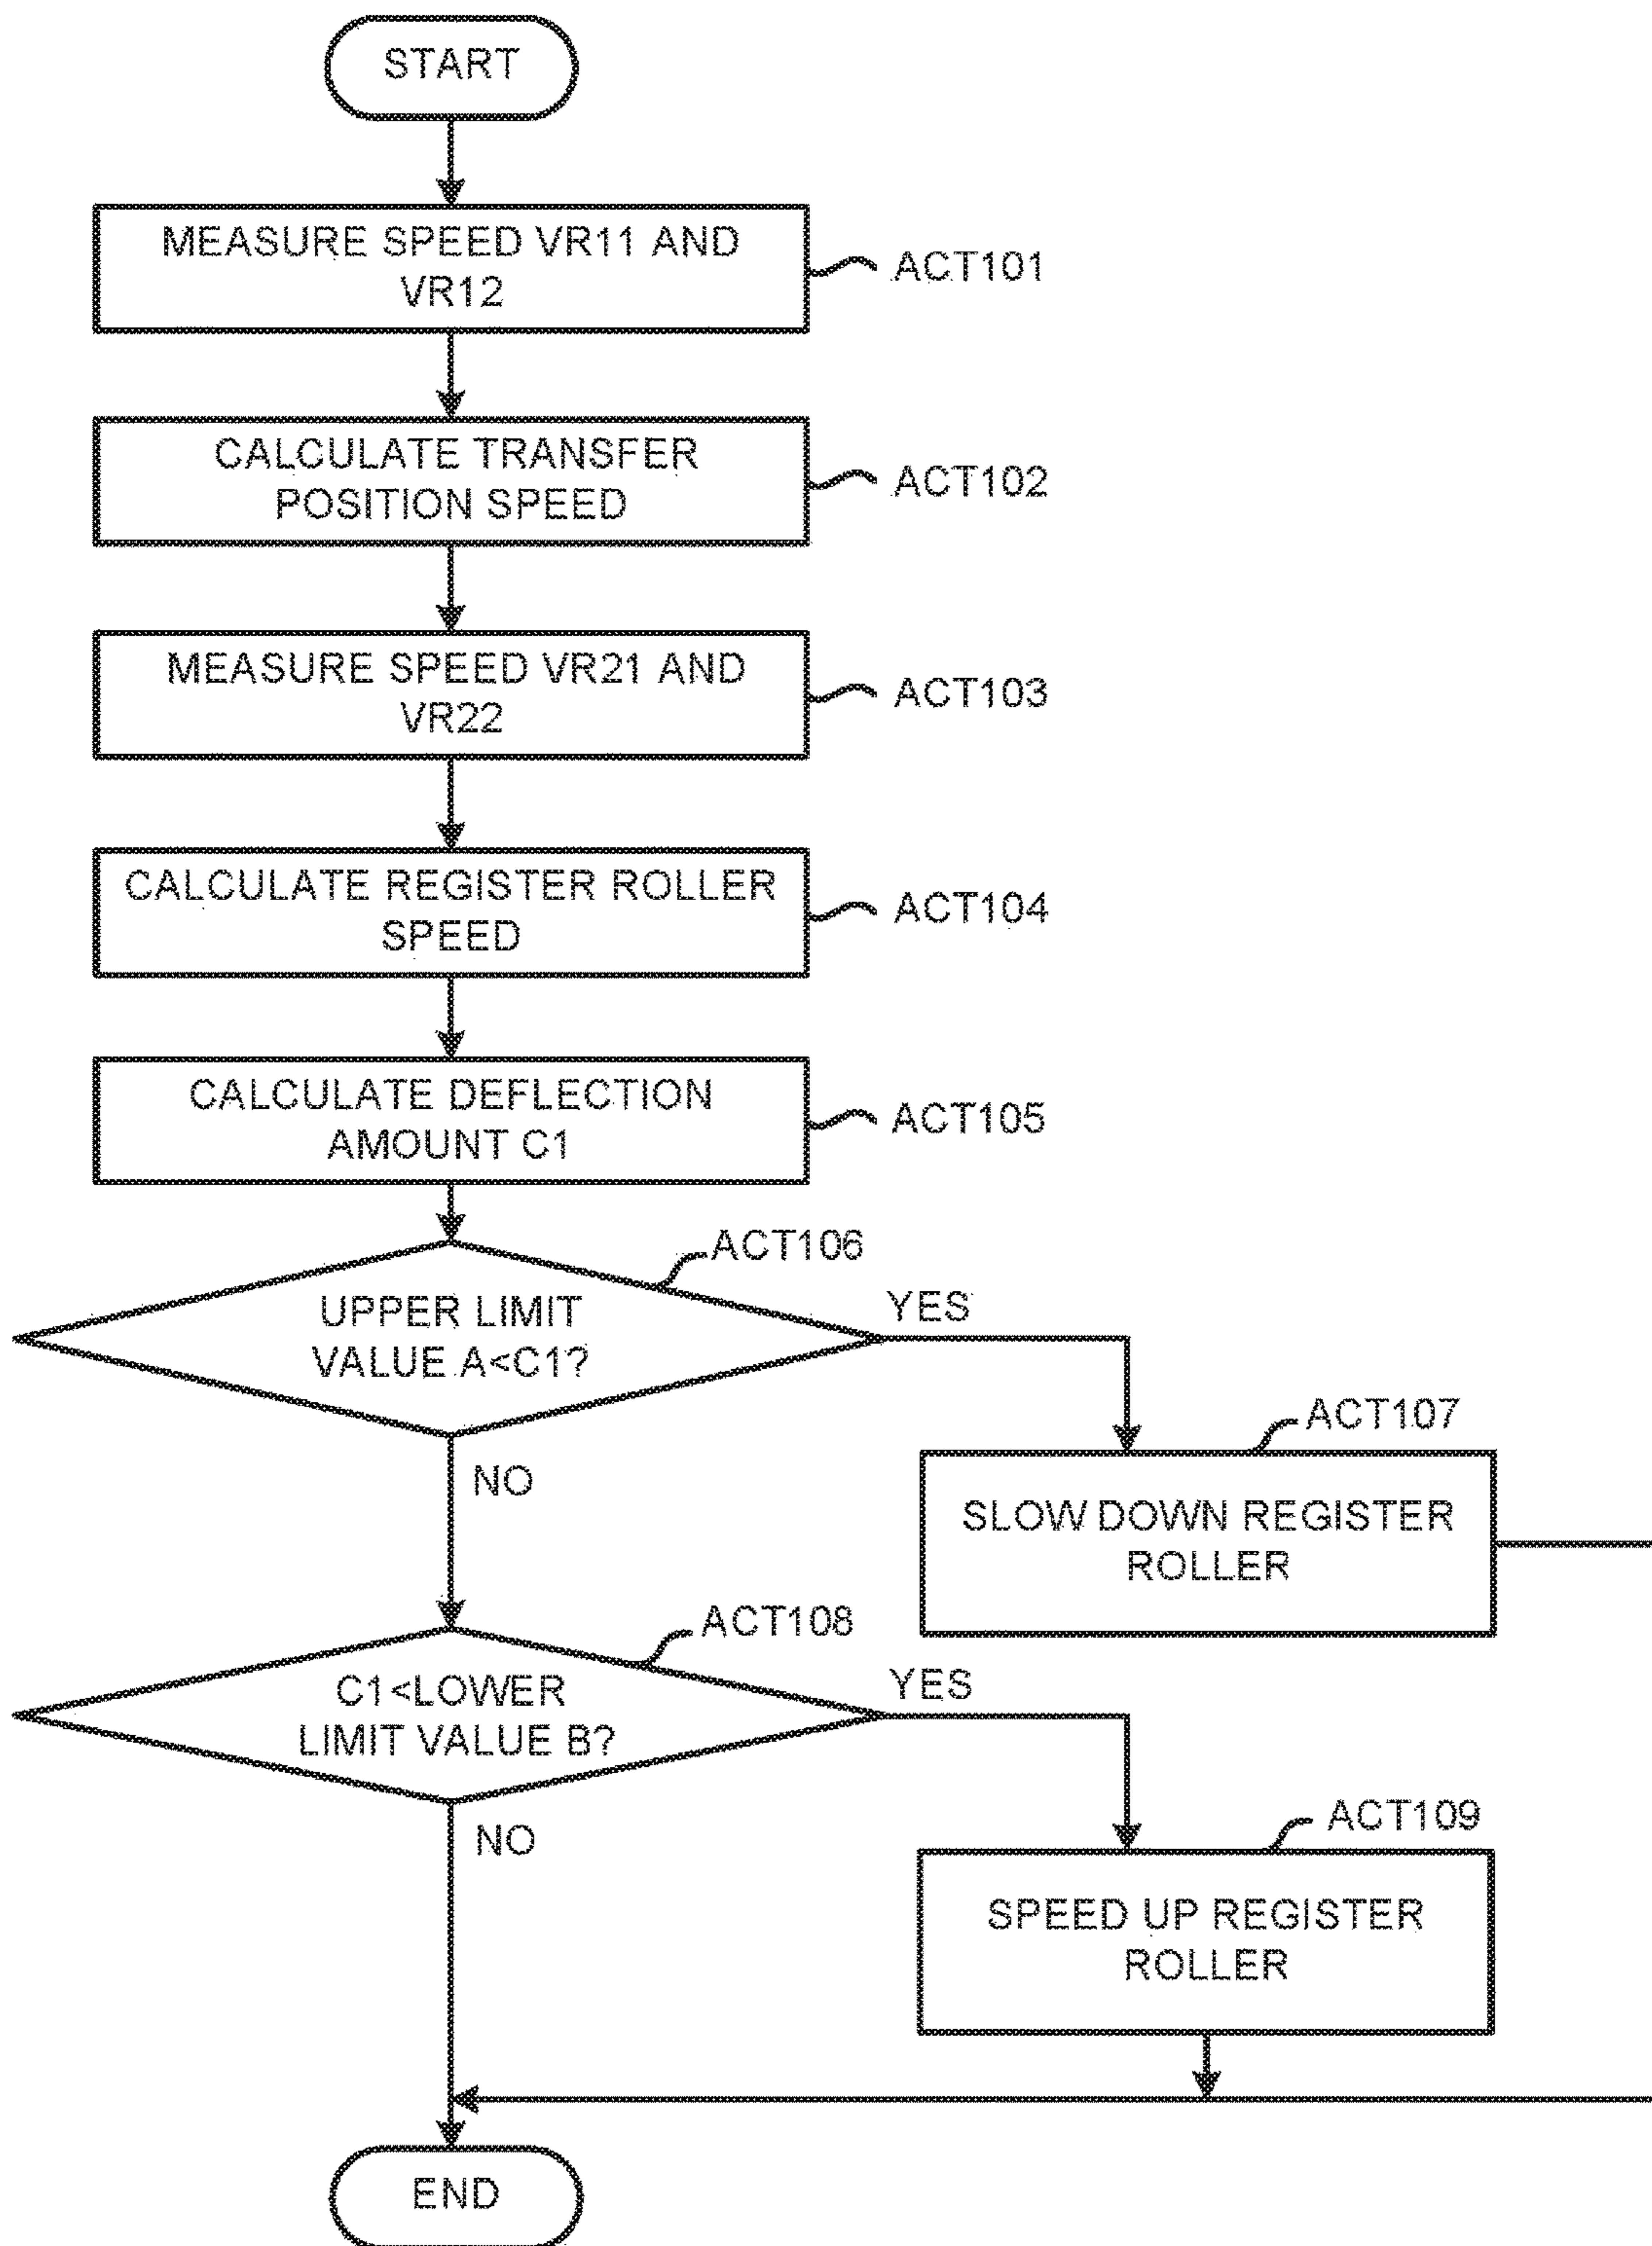 START
MEASURE SPEED VR11 AND
VR12
ACT101
CALCULATE TRANSFER
POSITION SPEED
ACT102
MEASURE SPEED VR21 AND
VR22
ACT103
CALCULATE REGISTER ROLLER
SPEED
ACT104
CALCULATE DEFLECTION
AMOUNT C1
ACT105
ACT106
UPPER LIMIT
VALUE A<C1?
YES
NO
ACT107
SLOW DOWN REGISTER
ROLLER
ACT108
C1<LOWER
LIMIT VALUE B?
YES
NO
ACT109
SPEED UP REGISTER
ROLLER
END